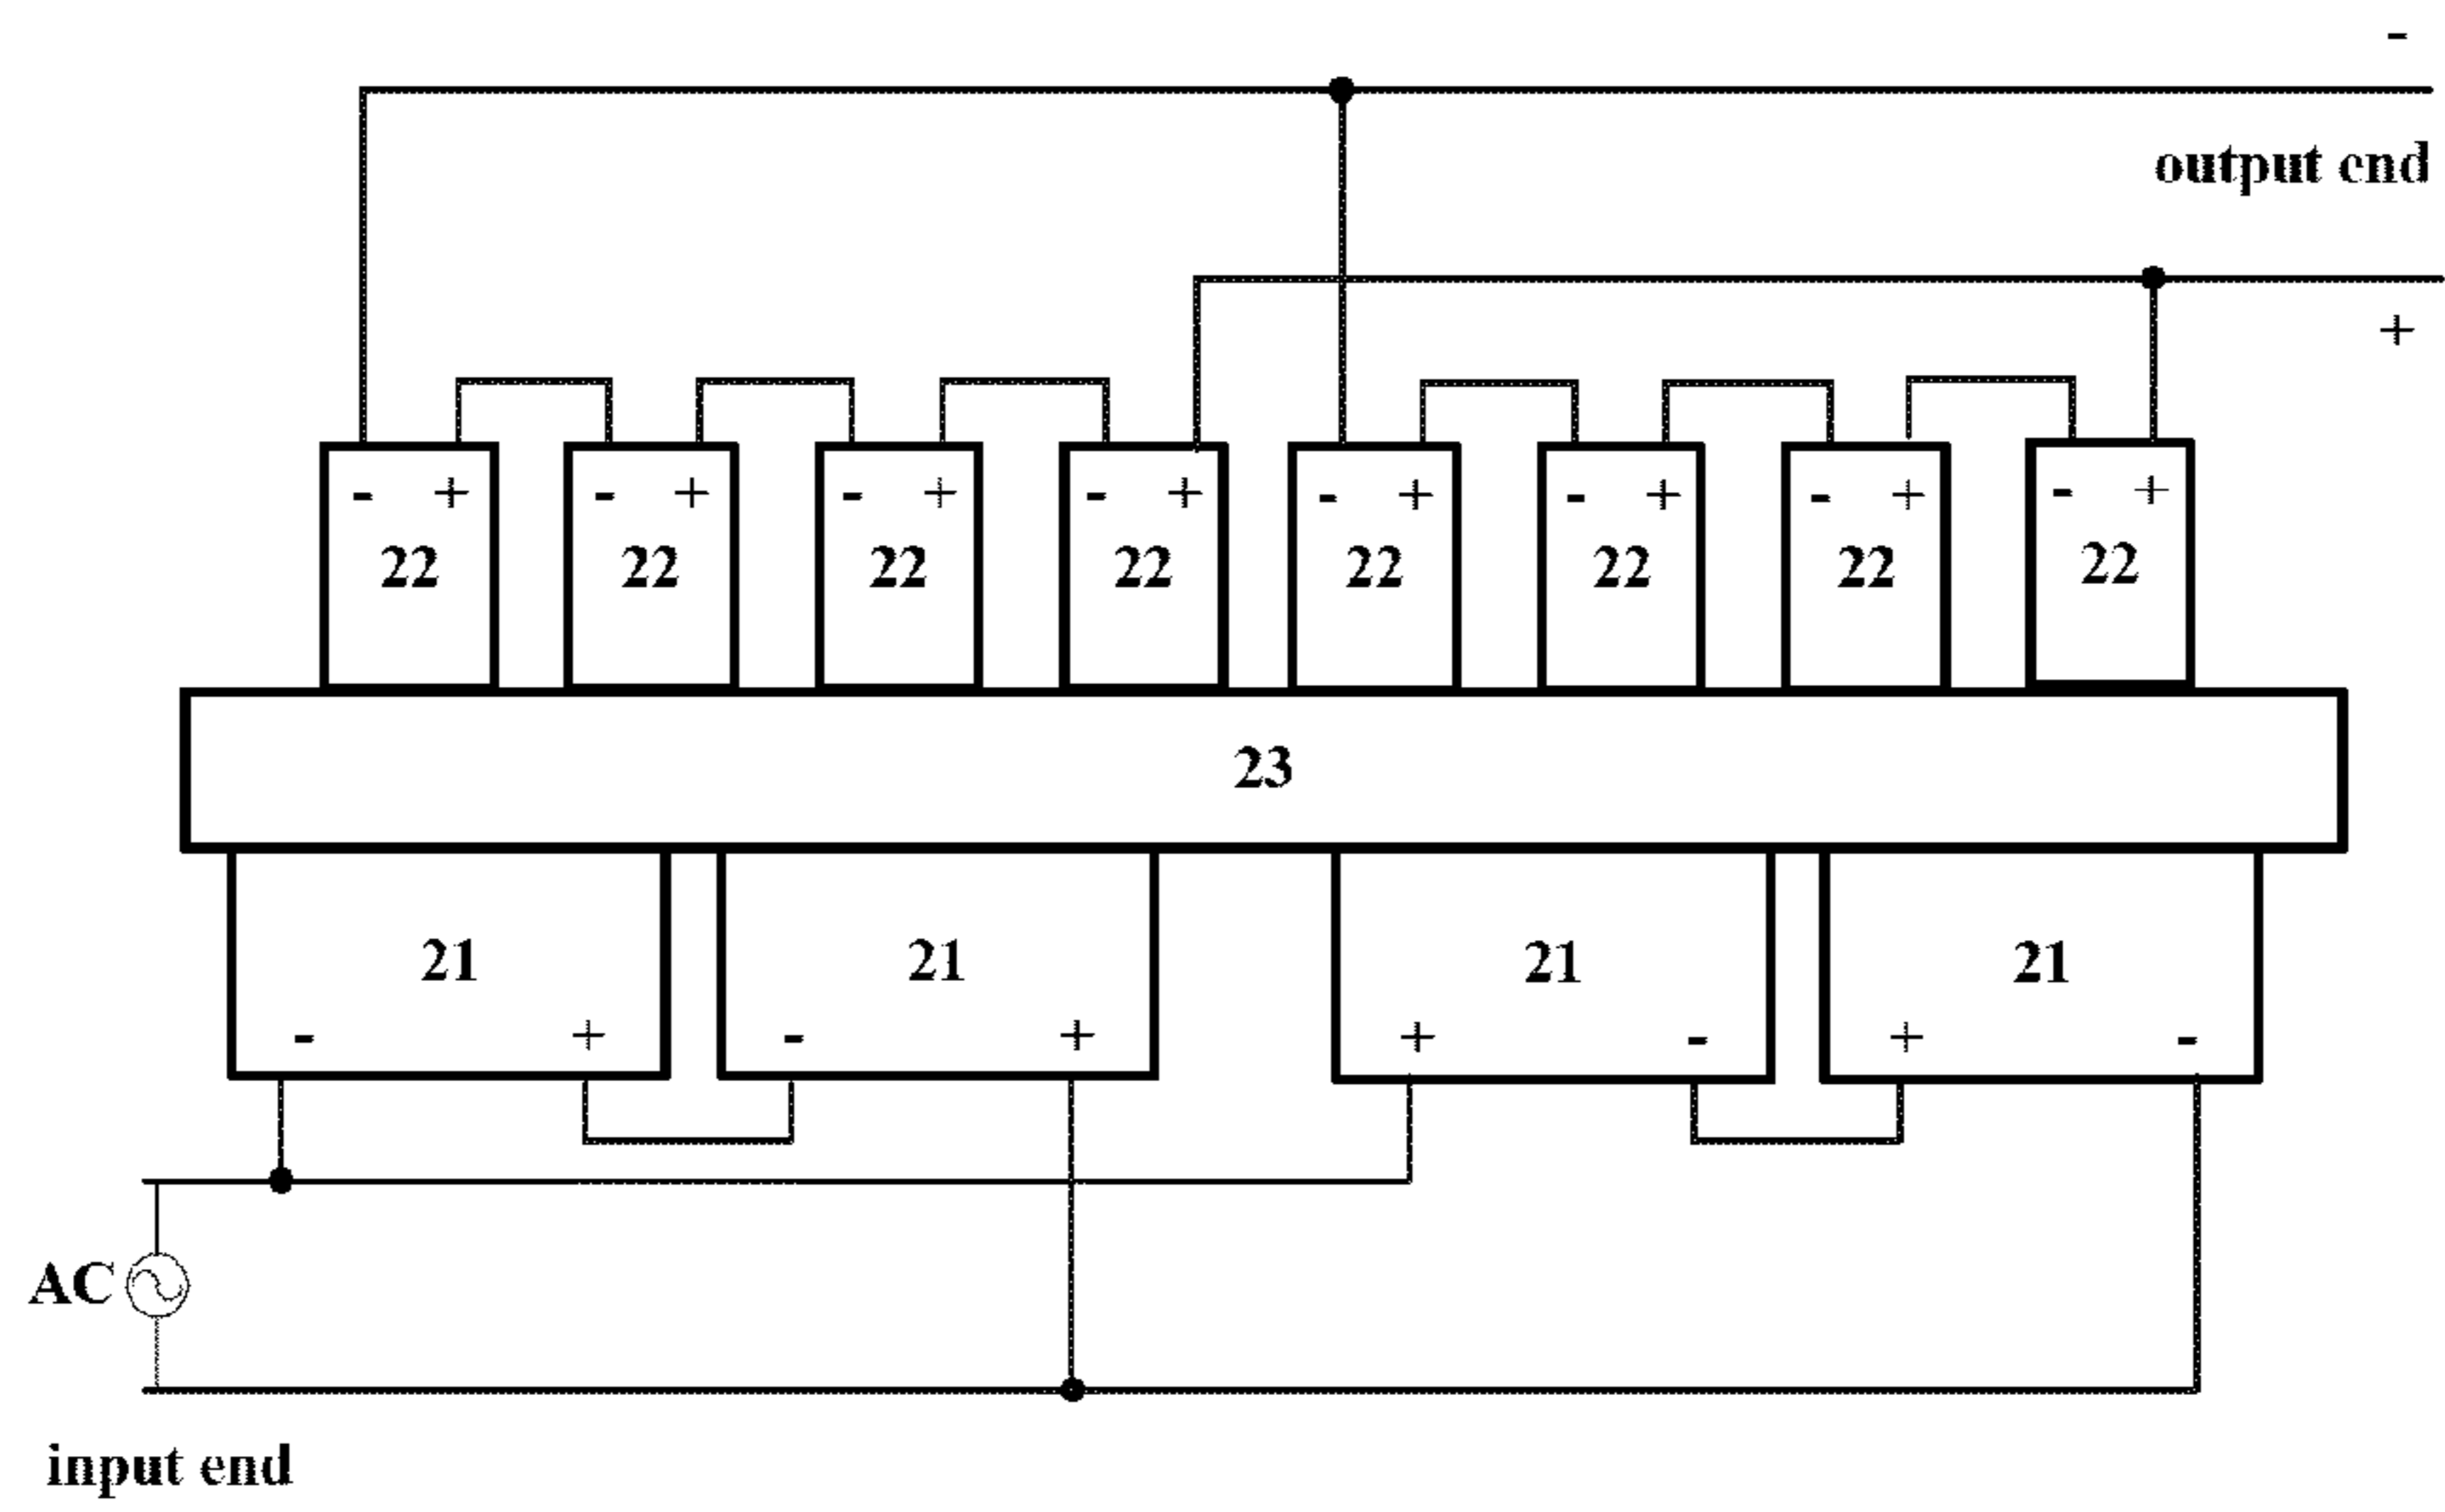 -
output end
+
- + - + - + - + - + - + - + - +
22 22 22 22 22 22 22 22
23
21 21 21 21
- + - + + - + -
AC
input end